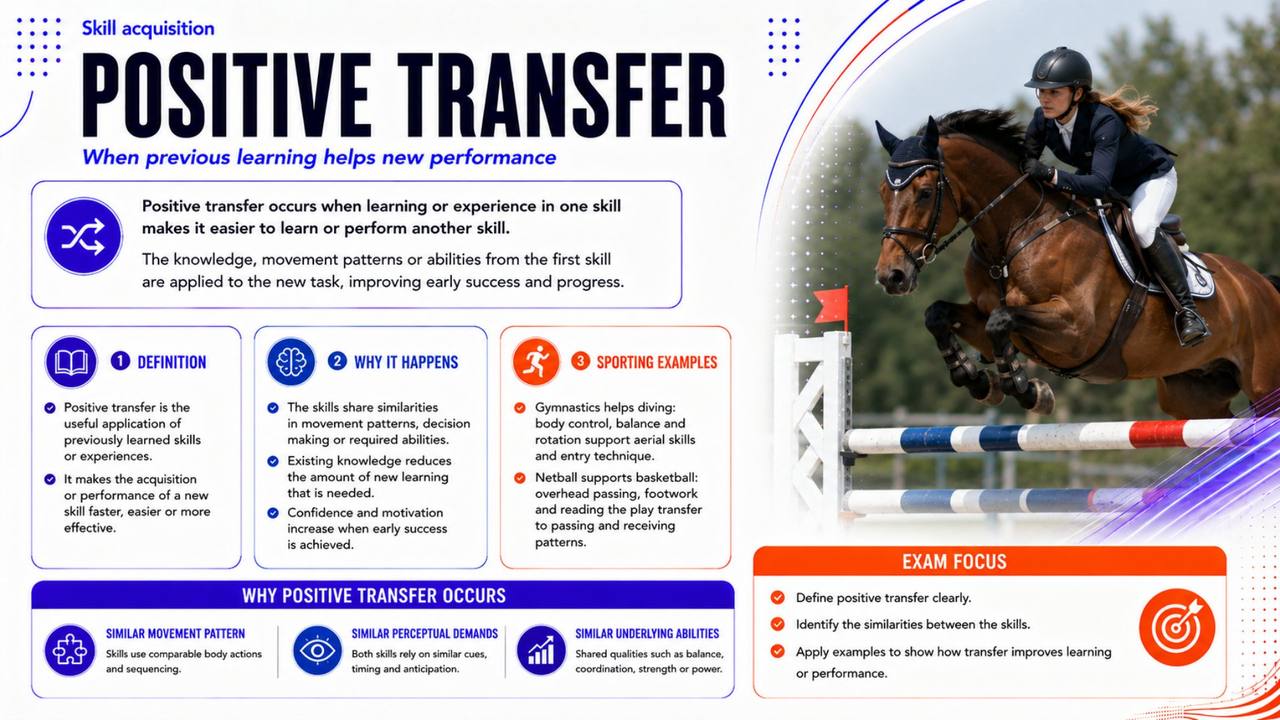 Skill acquisition
POSITIVE TRANSFER
When previous learning helps new performance
Positive transfer occurs when learning or experience in one skill
makes it easier to learn or perform another skill.
The knowledge, movement patterns or abilities from the first skill
are applied to the new task, improving early success and progress.
1 DEFINITION
Positive transfer is the
useful application of
previously learned skills
or experiences.
It makes the acquisition
or performance of a new
skill faster, easier or more
effective.
2 WHY IT HAPPENS
The skills share similarities
in movement patterns, decision
making or required abilities.
Existing knowledge reduces
the amount of new learning
that is needed.
Confidence and motivation
increase when early success
is achieved.
3 SPORTING EXAMPLES
Gymnastics helps diving:
body control, balance and
rotation support aerial skills
and entry technique.
Netball supports basketball:
overhead passing, footwork
and reading the play transfer
to passing and receiving
patterns.
WHY POSITIVE TRANSFER OCCURS
SIMILAR MOVEMENT PATTERN
Skills use comparable body actions
and sequencing.
SIMILAR PERCEPTUAL DEMANDS
Both skills rely on similar cues,
timing and anticipation.
SIMILAR UNDERLYING ABILITIES
Shared qualities such as balance,
coordination, strength or power.
EXAM FOCUS
Define positive transfer clearly.
Identify the similarities between the skills.
Apply examples to show how transfer improves learning
or performance.